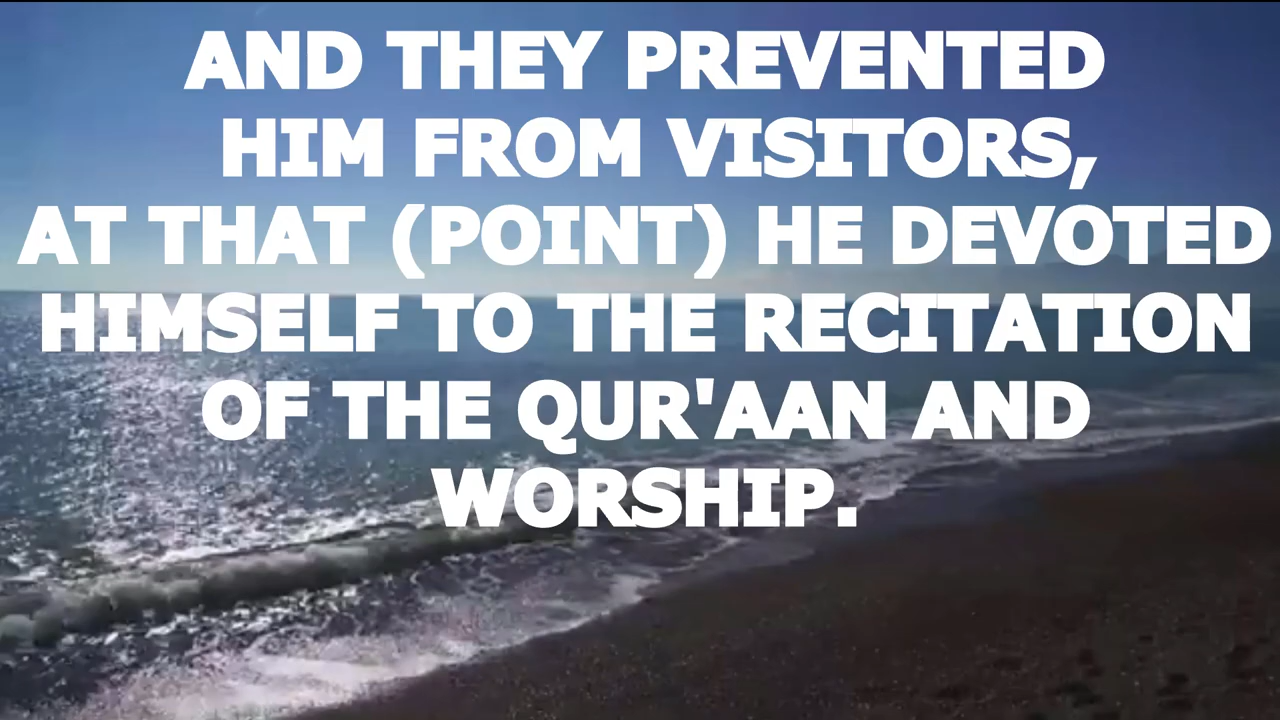 AND THEY PREVENTED
HIM FROM VISITORS,
AT THAT (POINT) HE DEVOTED
HIMSELF TO THE RECITATION
OF THE QUR'AAN AND
WORSHIP.